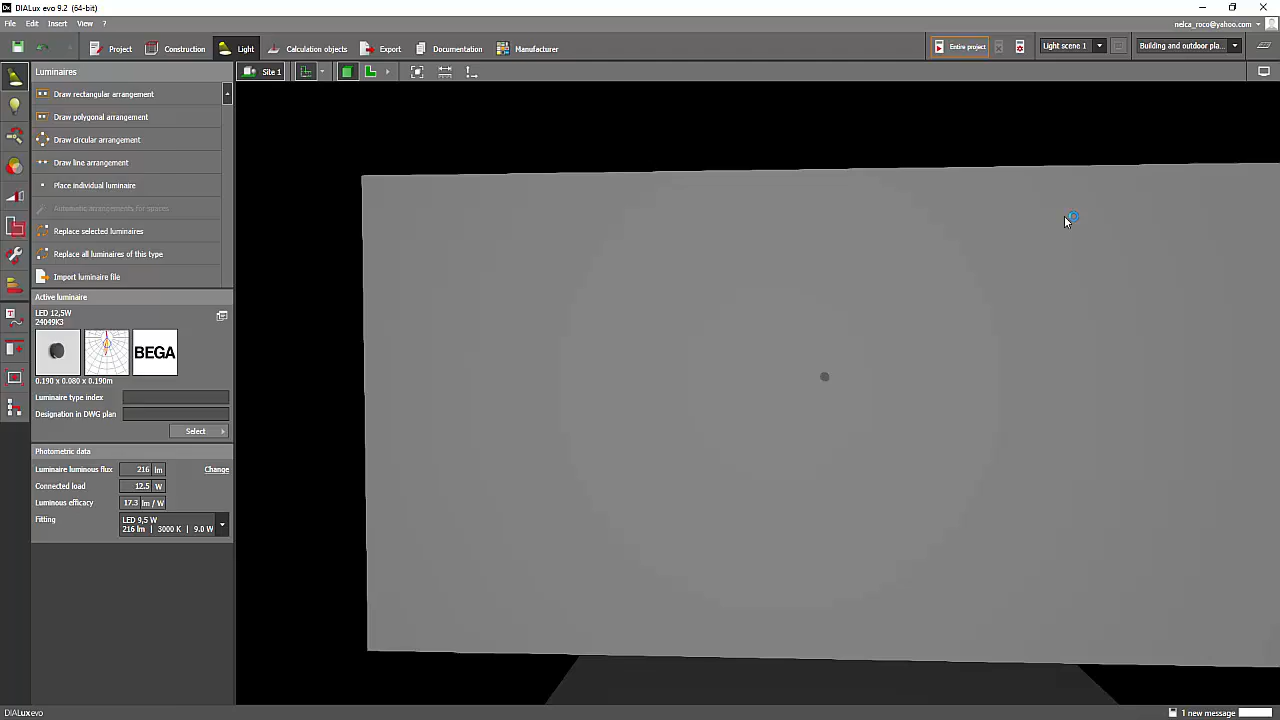 DIALux evo 9.2 (64-bit)
File Edit Insert View ?
nelca_roco@yahoo.com
Project Construction Light Calculation objects Export Documentation Manufacturer
Entire project
Light scene 1
Building and outdoor pla...
Luminaires
Site 1
Draw rectangular arrangement
Draw polygonal arrangement
Draw circular arrangement
Draw line arrangement
Place individual luminaire
Automatic arrangements for spaces
Replace selected luminaires
Replace all luminaires of this type
Import luminaire file
Active luminaire
LED 12,5W
24049K3
BEGA
0.190 x 0.080 x 0.190m
Luminaire type index
Designation in DWG plan
Select
Photometric data
Luminaire luminous flux 216 lm Change
Connected load 12.5 W
Luminous efficacy 17.3 lm / W
Fitting
LED 9,5 W
216 lm | 3000 K | 9.0 W
DIALuxevo
1 new message